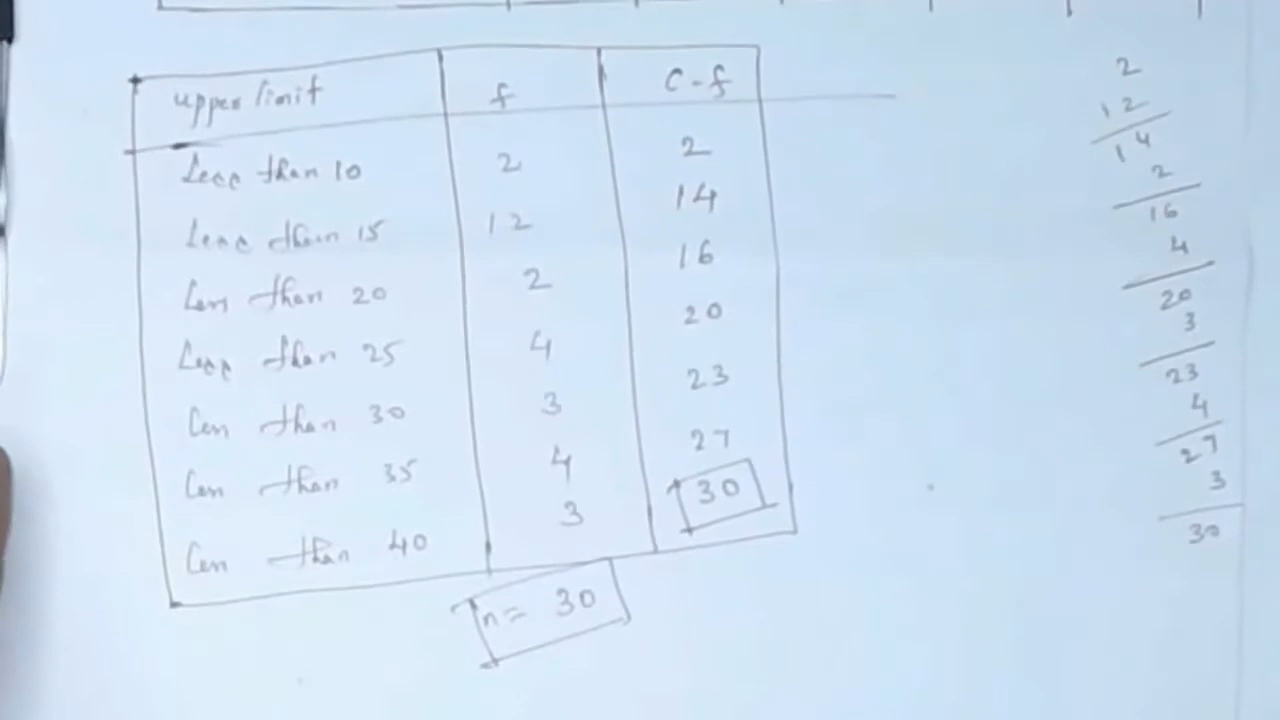 upper limit f C-f
Less than 10 2 2
Less than 15 12 14
Less than 20 2 16
Less than 25 4 20
Less than 30 3 23
Less than 35 4 27
Less than 40 3 30
n = 30
2
12
14
2
16
4
20
3
23
4
27
3
30